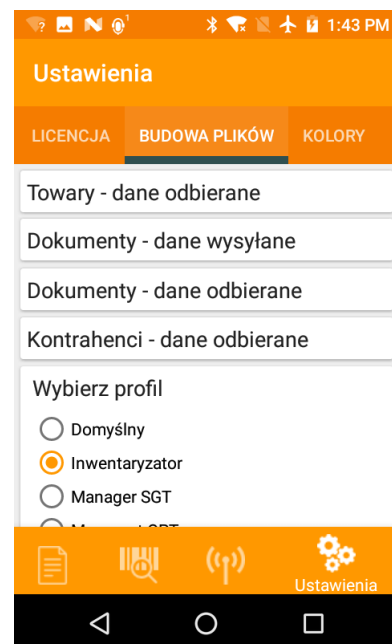 1:43 PM
Ustawienia
LICENCJA BUDOWA PLIKÓW KOLORY
Towary - dane odbierane
Dokumenty - dane wysyłane
Dokumenty - dane odbierane
Kontrahenci - dane odbierane
Wybierz profil
Domyślny
Inwentaryzator
Manager SGT
Ustawienia